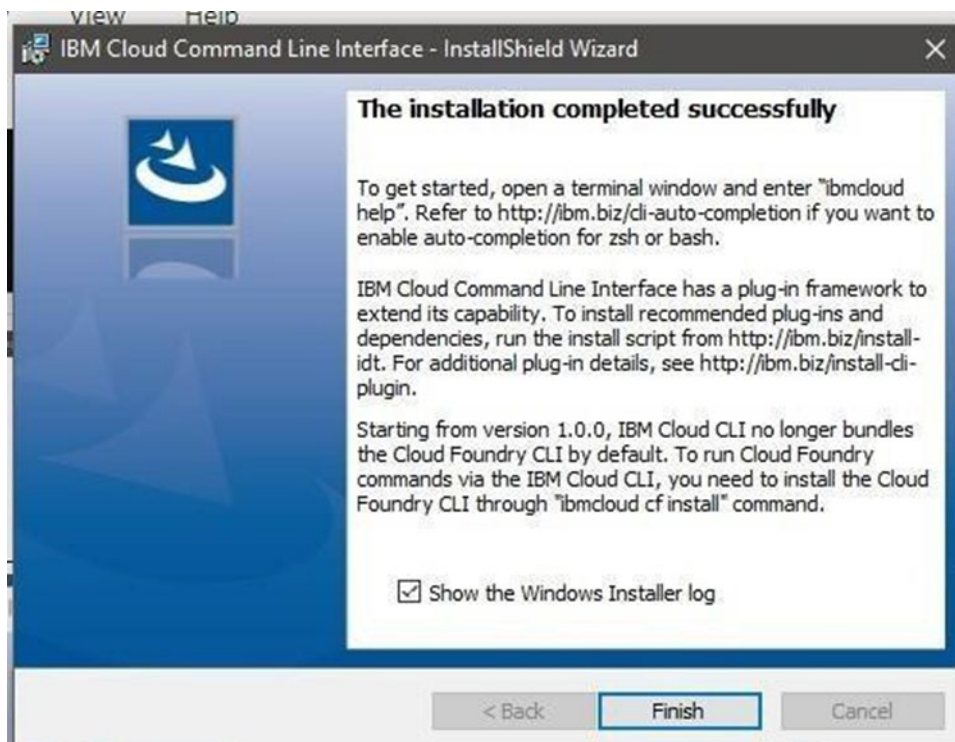 View Help
IBM Cloud Command Line Interface - InstallShield Wizard
The installation completed successfully
To get started, open a terminal window and enter "ibmcloud
help". Refer to http://ibm.biz/cli-auto-completion if you want to
enable auto-completion for zsh or bash.
IBM Cloud Command Line Interface has a plug-in framework to
extend its capability. To install recommended plug-ins and
dependencies, run the install script from http://ibm.biz/install-
idt. For additional plug-in details, see http://ibm.biz/install-cli-
plugin.
Starting from version 1.0.0, IBM Cloud CLI no longer bundles
the Cloud Foundry CLI by default. To run Cloud Foundry
commands via the IBM Cloud CLI, you need to install the Cloud
Foundry CLI through "ibmcloud cf install" command.
Show the Windows Installer log
< Back Finish Cancel